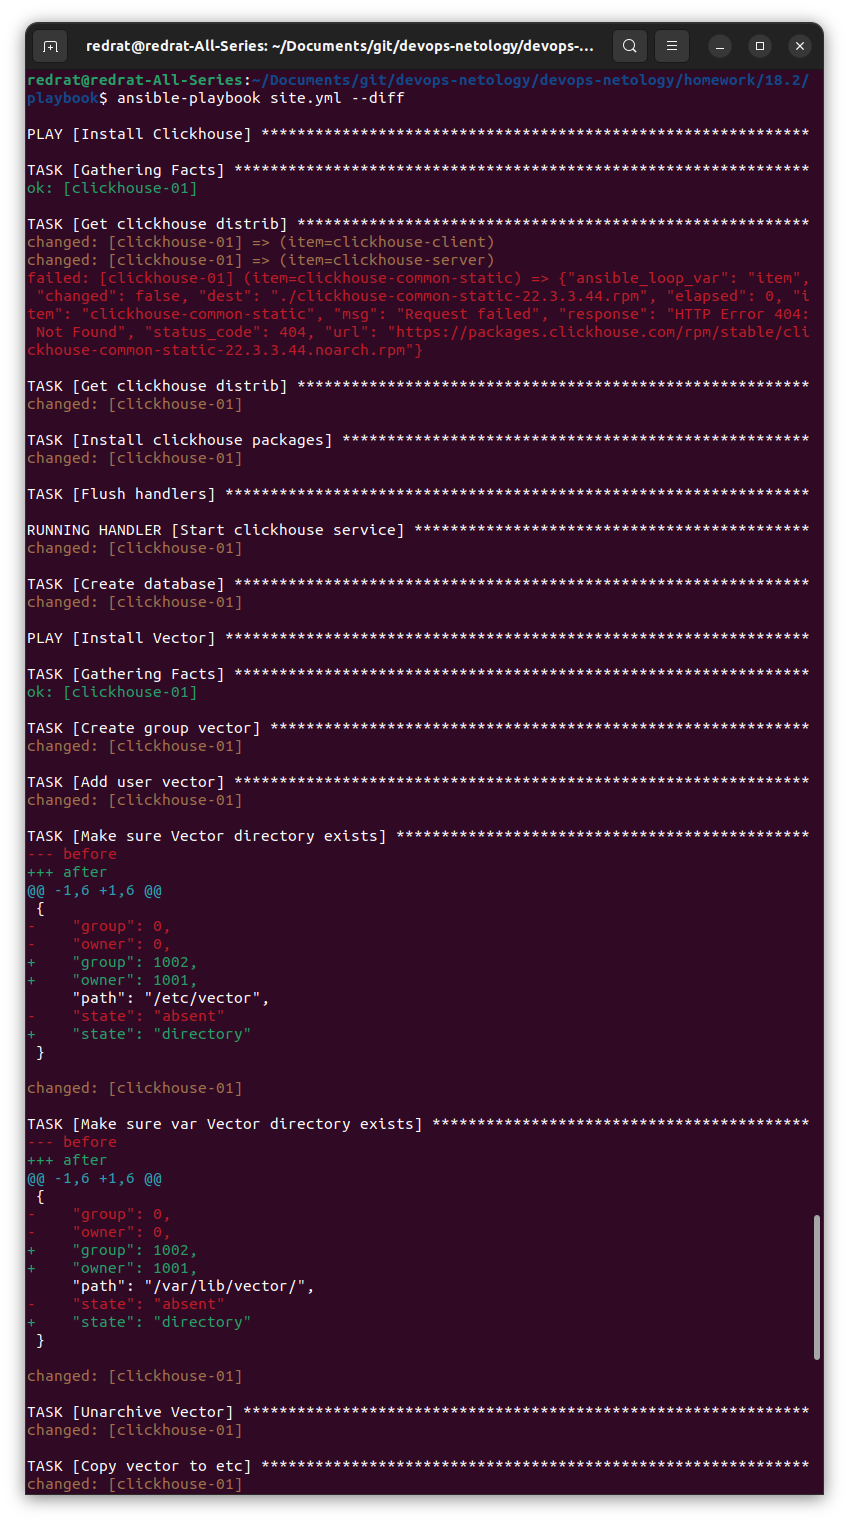 redrat@redrat-All-Series: ~/Documents/git/devops-netology/devops-...
redrat@redrat-All-Series:~/Documents/git/devops-netology/devops-netology/homework/18.2/
playbook$ ansible-playbook site.yml --diff
PLAY [Install Clickhouse] *************************************************************
TASK [Gathering Facts] ****************************************************************
ok: [clickhouse-01]
TASK [Get clickhouse distrib] *********************************************************
changed: [clickhouse-01] => (item=clickhouse-client)
changed: [clickhouse-01] => (item=clickhouse-server)
failed: [clickhouse-01] (item=clickhouse-common-static) => {"ansible_loop_var": "item",
 "changed": false, "dest": "./clickhouse-common-static-22.3.3.44.rpm", "elapsed": 0, "i
tem": "clickhouse-common-static", "msg": "Request failed", "response": "HTTP Error 404:
 Not Found", "status_code": 404, "url": "https://packages.clickhouse.com/rpm/stable/cli
ckhouse-common-static-22.3.3.44.noarch.rpm"}
TASK [Get clickhouse distrib] *********************************************************
changed: [clickhouse-01]
TASK [Install clickhouse packages] ****************************************************
changed: [clickhouse-01]
TASK [Flush handlers] *****************************************************************
RUNNING HANDLER [Start clickhouse service] ********************************************
changed: [clickhouse-01]
TASK [Create database] ****************************************************************
changed: [clickhouse-01]
PLAY [Install Vector] *****************************************************************
TASK [Gathering Facts] ****************************************************************
ok: [clickhouse-01]
TASK [Create group vector] ************************************************************
changed: [clickhouse-01]
TASK [Add user vector] ****************************************************************
changed: [clickhouse-01]
TASK [Make sure Vector directory exists] **********************************************
--- before
+++ after
@@ -1,6 +1,6 @@
 {
-    "group": 0,
-    "owner": 0,
+    "group": 1002,
+    "owner": 1001,
     "path": "/etc/vector",
-    "state": "absent"
+    "state": "directory"
 }
changed: [clickhouse-01]
TASK [Make sure var Vector directory exists] ******************************************
--- before
+++ after
@@ -1,6 +1,6 @@
 {
-    "group": 0,
-    "owner": 0,
+    "group": 1002,
+    "owner": 1001,
     "path": "/var/lib/vector/",
-    "state": "absent"
+    "state": "directory"
 }
changed: [clickhouse-01]
TASK [Unarchive Vector] ***************************************************************
changed: [clickhouse-01]
TASK [Copy vector to etc] *************************************************************
changed: [clickhouse-01]